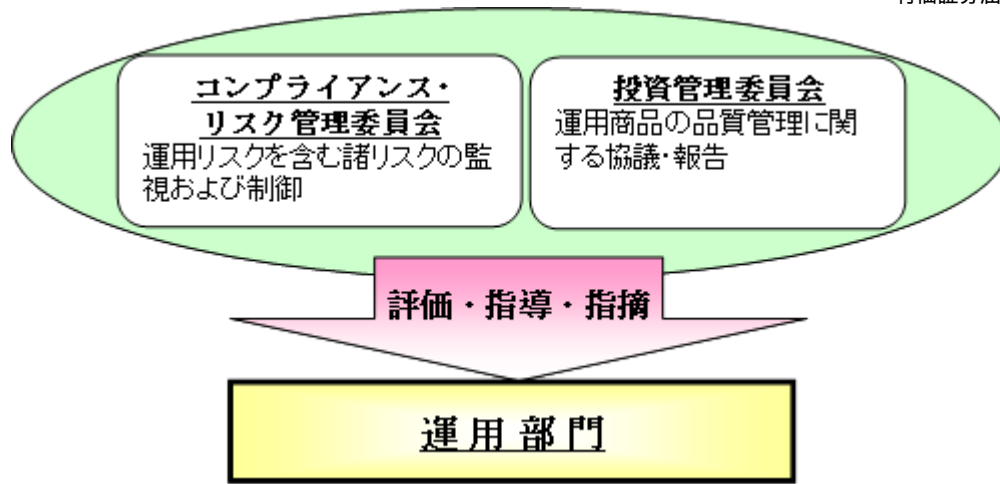 コンプライアンス・
リスク管理委員会
運用リスクを含む諸リスクの監
視および制御
投資管理委員会
運用商品の品質管理に関
する協議・報告
評価・指導・指摘
運用部門